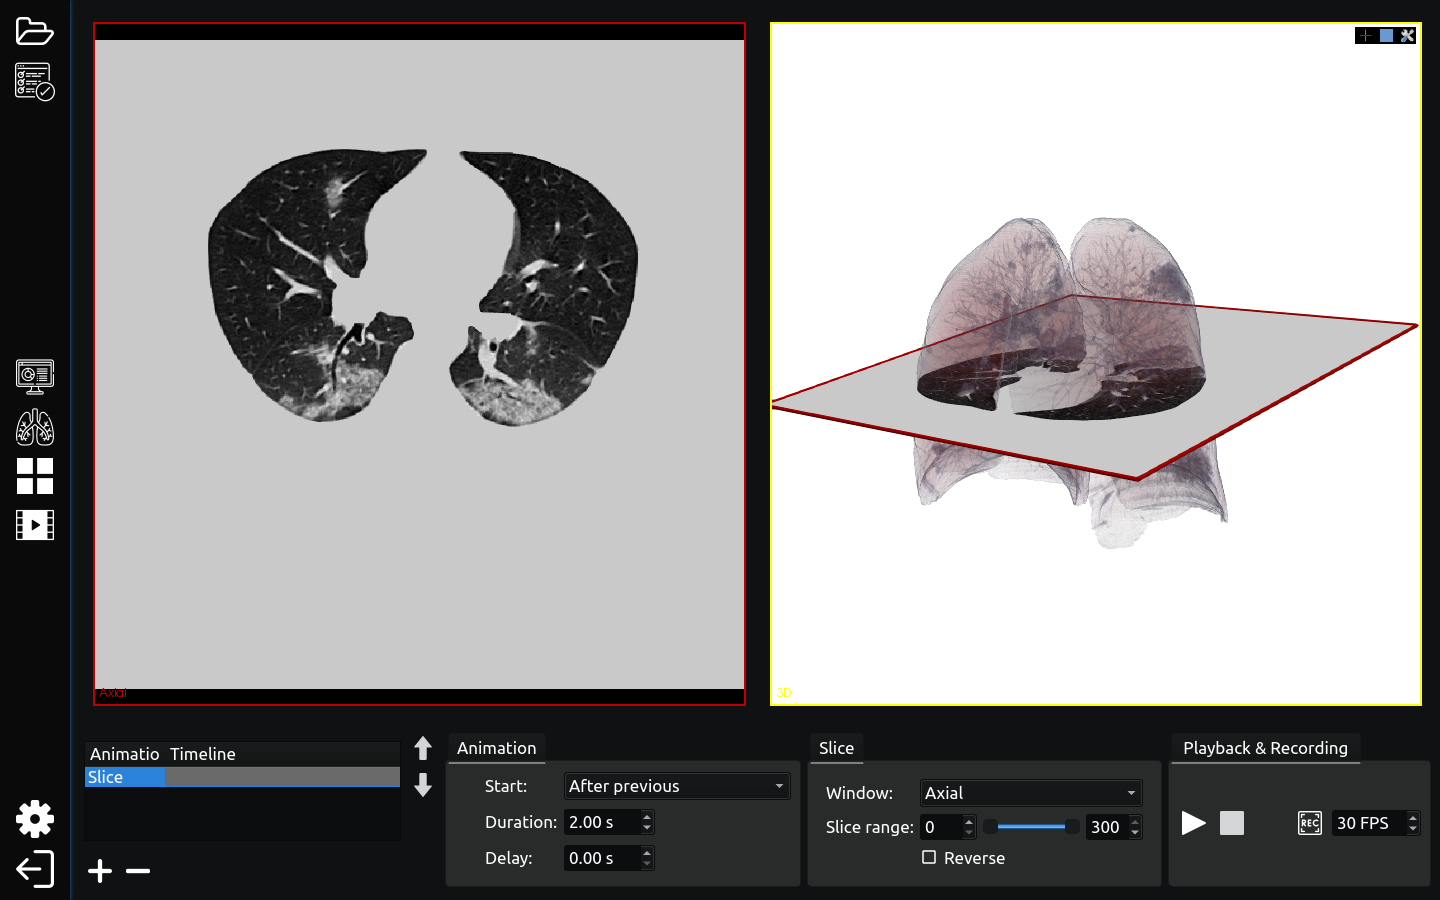 Axial
3D
Animatio Timeline
Slice
Animation
Start: After previous
Duration: 2.00 s
Delay: 0.00 s
Slice
Window: Axial
Slice range: 0 300
Reverse
Playback & Recording
REC 30 FPS